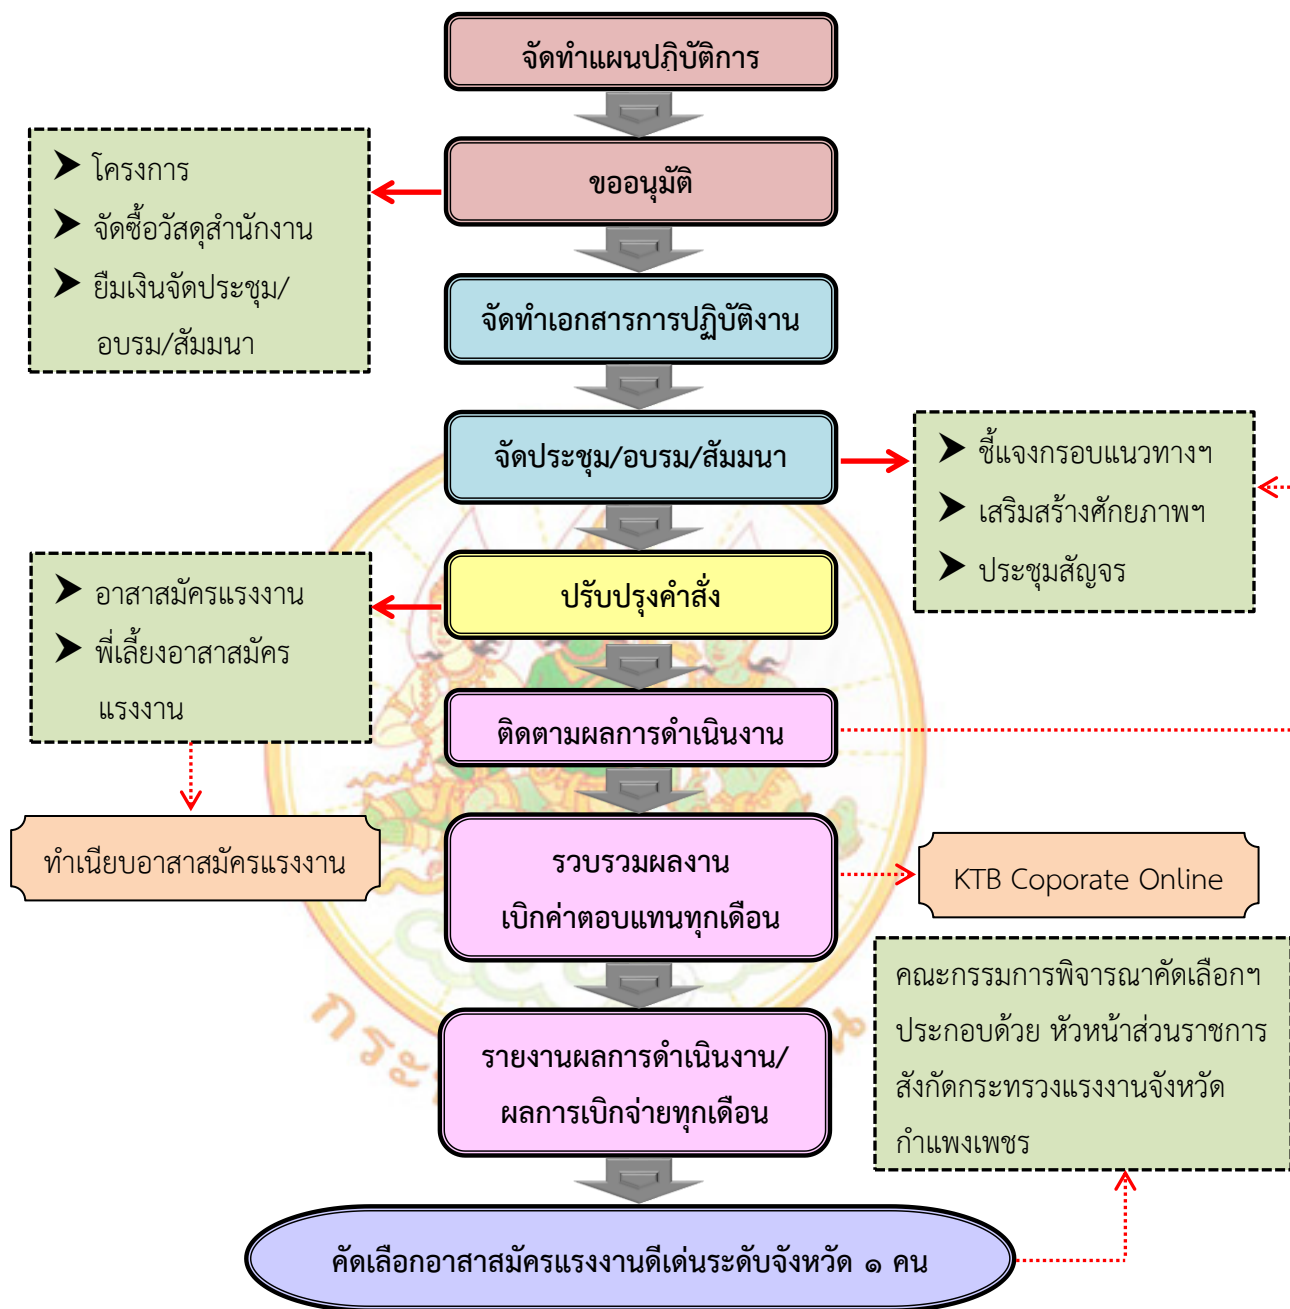 จัดทำแผนปฎิบัติการ
ขออนุมัติ
โครงการ
จัดซื้อวัสดุสำนักงาน
ยืมเงินจัดประชุม/
อบรม/สัมมนา
จัดทำเอกสารการปฏิบัติงาน
จัดประชุม/อบรม/สัมมนา
ชี้แจงกรอบแนวทางฯ
เสริมสร้างศักยภาพฯ
ประชุมสัญจร
ปรับปรุงคำสั่ง
อาสาสมัครแรงงาน
พี่เลี้ยงอาสาสมัคร
แรงงาน
ติดตามผลการดำเนินงาน
ทำเนียบอาสาสมัครแรงงาน
รวบรวมผลงาน
เบิกค่าตอบแทนทุกเดือน
KTB Coporate Online
คณะกรรมการพิจารณาคัดเลือกฯ
ประกอบด้วย หัวหน้าส่วนราชการ
สังกัดกระทรวงแรงงานจังหวัด
กำแพงเพชร
รายงานผลการดำเนินงาน/
ผลการเบิกจ่ายทุกเดือน
คัดเลือกอาสาสมัครแรงงานดีเด่นระดับจังหวัด ๑ คน